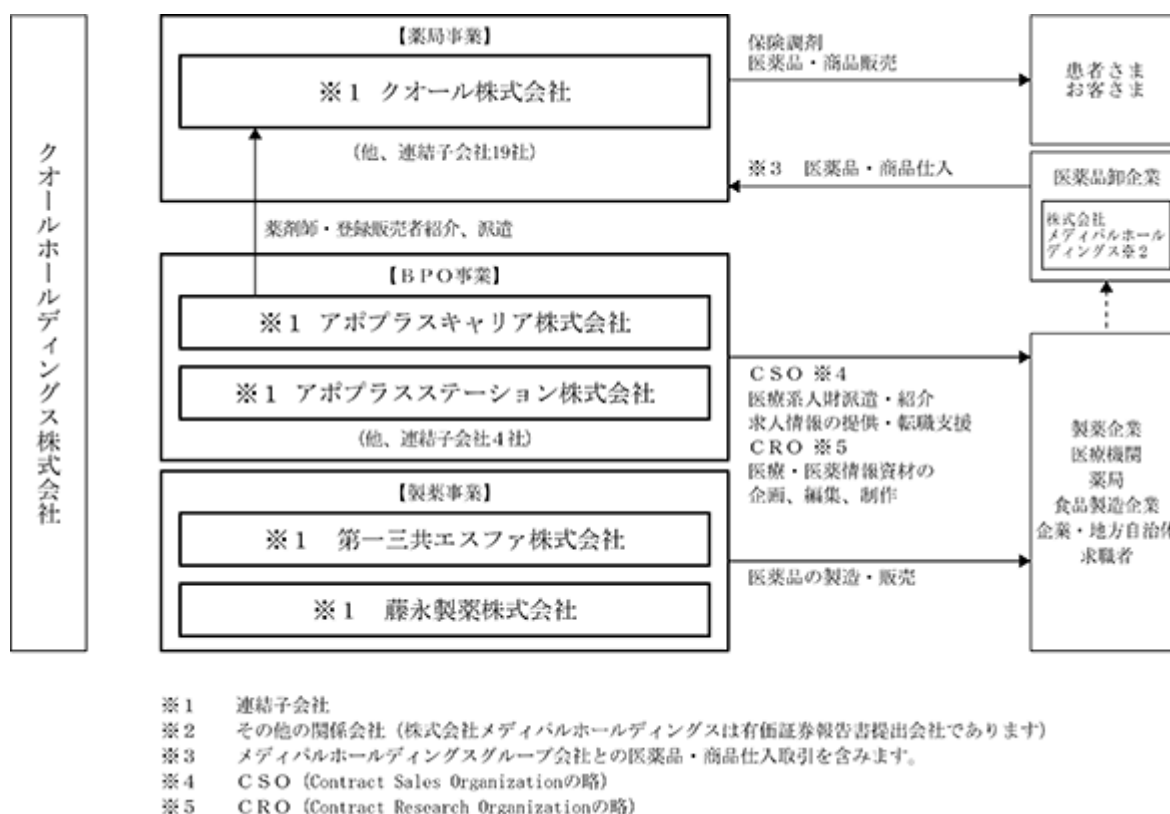 クオールホールディングス株式会社
【薬局事業】
※1 クオール株式会社
(他、連結子会社19社)
保険調剤
医薬品・商品販売
患者さま
お客さま
※3 医薬品・商品仕入
医薬品卸企業
株式会社
メディパルホール
ディングス※2
薬剤師・登録販売者紹介、派遣
【BPO事業】
※1 アポプラスキャリア株式会社
※1 アポプラスステーション株式会社
(他、連結子会社4社)
CSO ※4
医療系人財派遣・紹介
求人情報の提供・転職支援
CRO ※5
医療・医薬情報資材の
企画、編集、制作
製薬企業
医療機関
薬局
食品製造企業
企業・地方自治体
求職者
【製薬事業】
※1 第一三共エスファ株式会社
※1 藤永製薬株式会社
医薬品の製造・販売
※1 連結子会社
※2 その他の関係会社(株式会社メディパルホールディングスは有価証券報告書提出会社であります)
※3 メディパルホールディングスグループ会社との医薬品・商品仕入取引を含みます。
※4 CSO(Contract Sales Organizationの略)
※5 CRO(Contract Research Organizationの略)